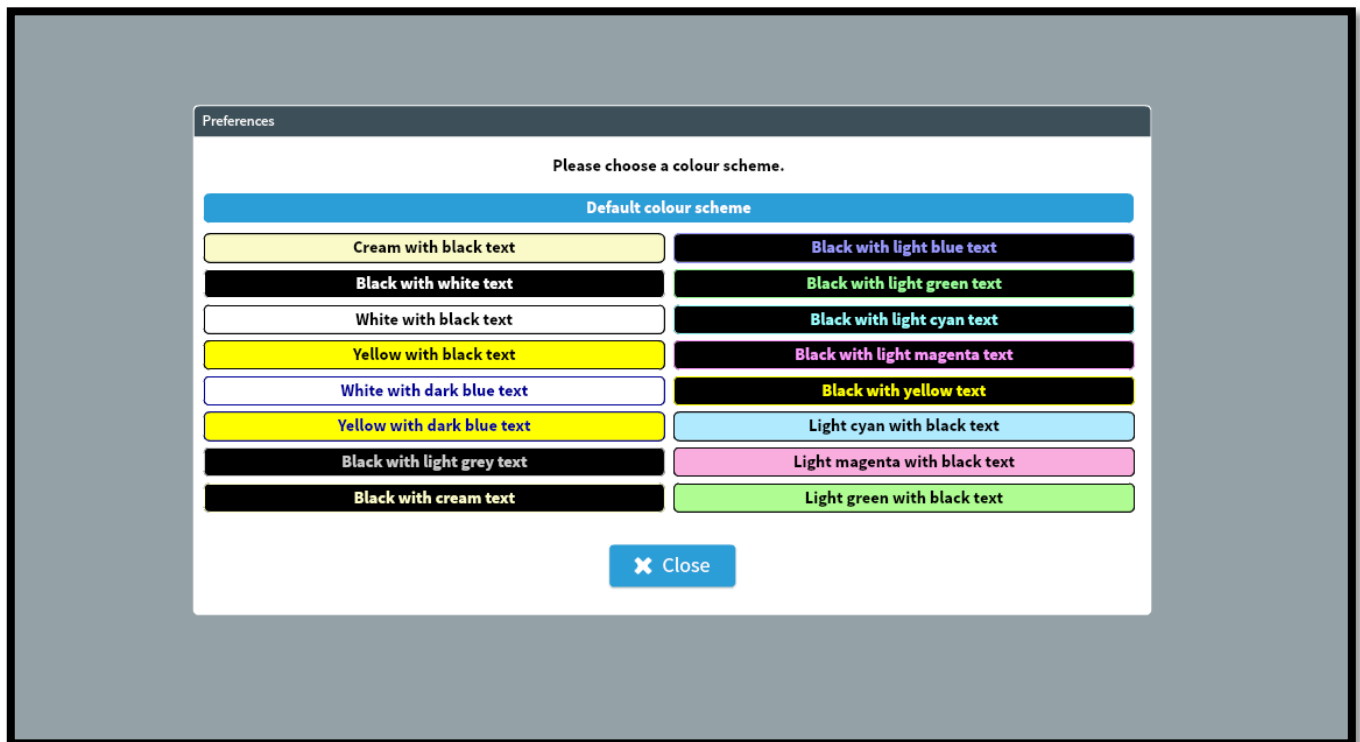 Preferences
Please choose a colour scheme.
Default colour scheme
Cream with black text
Black with light blue text
Black with white text
Black with light green text
White with black text
Black with light cyan text
Yellow with black text
Black with light magenta text
White with dark blue text
Black with yellow text
Yellow with dark blue text
Light cyan with black text
Black with light grey text
Light magenta with black text
Black with cream text
Light green with black text
Close